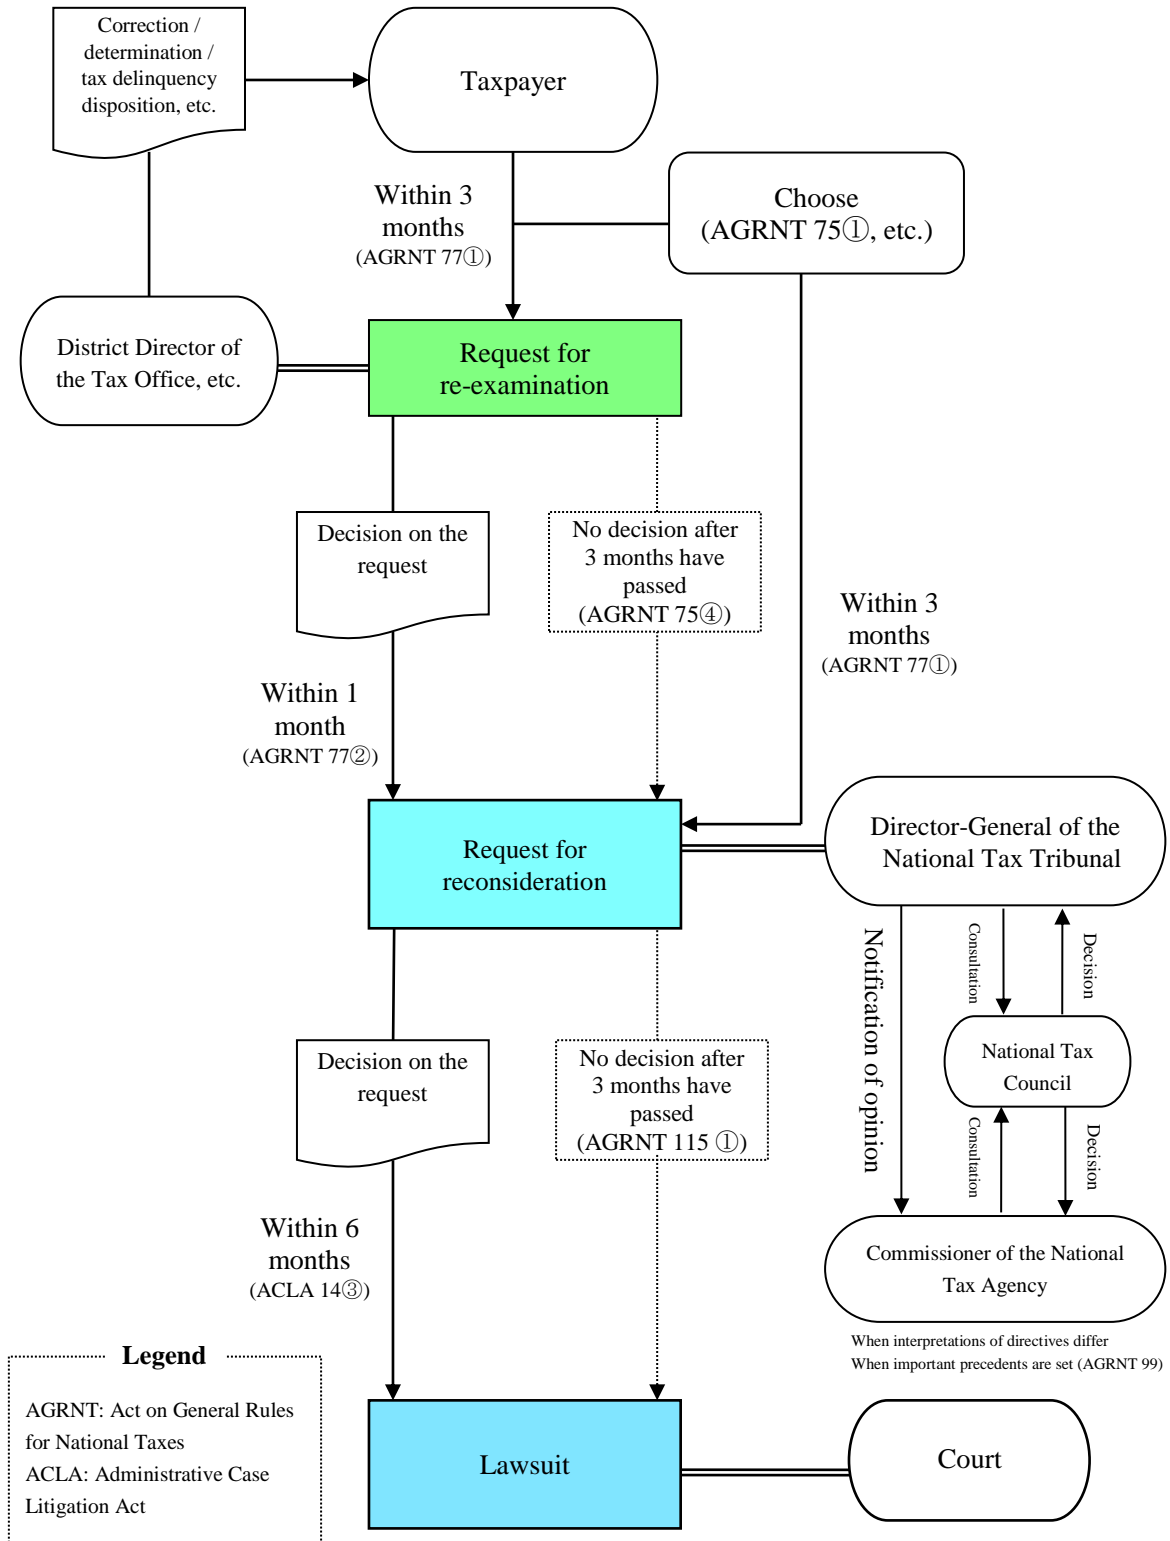 Correction /
determination /
tax delinquency
disposition, etc.
Taxpayer
Within 3
months
(AGRNT 77①)
Choose
(AGRNT 75①, etc.)
District Director of
the Tax Office, etc.
Request for
re-examination
Decision on the
request
No decision after
3 months have
passed
(AGRNT 75④)
Within 3
months
(AGRNT 77①)
Within 1
month
(AGRNT 77②)
Request for
reconsideration
Director-General of the
National Tax Tribunal
Notification of opinion
Consultation
Decision
National Tax
Council
Consultation
Decision
Commissioner of the National
Tax Agency
When interpretations of directives differ
When important precedents are set (AGRNT 99)
Decision on the
request
No decision after
3 months have
passed
(AGRNT 115 ①)
Within 6
months
(ACLA 14③)
Legend
AGRNT: Act on General Rules
for National Taxes
ACLA: Administrative Case
Litigation Act
Lawsuit
Court